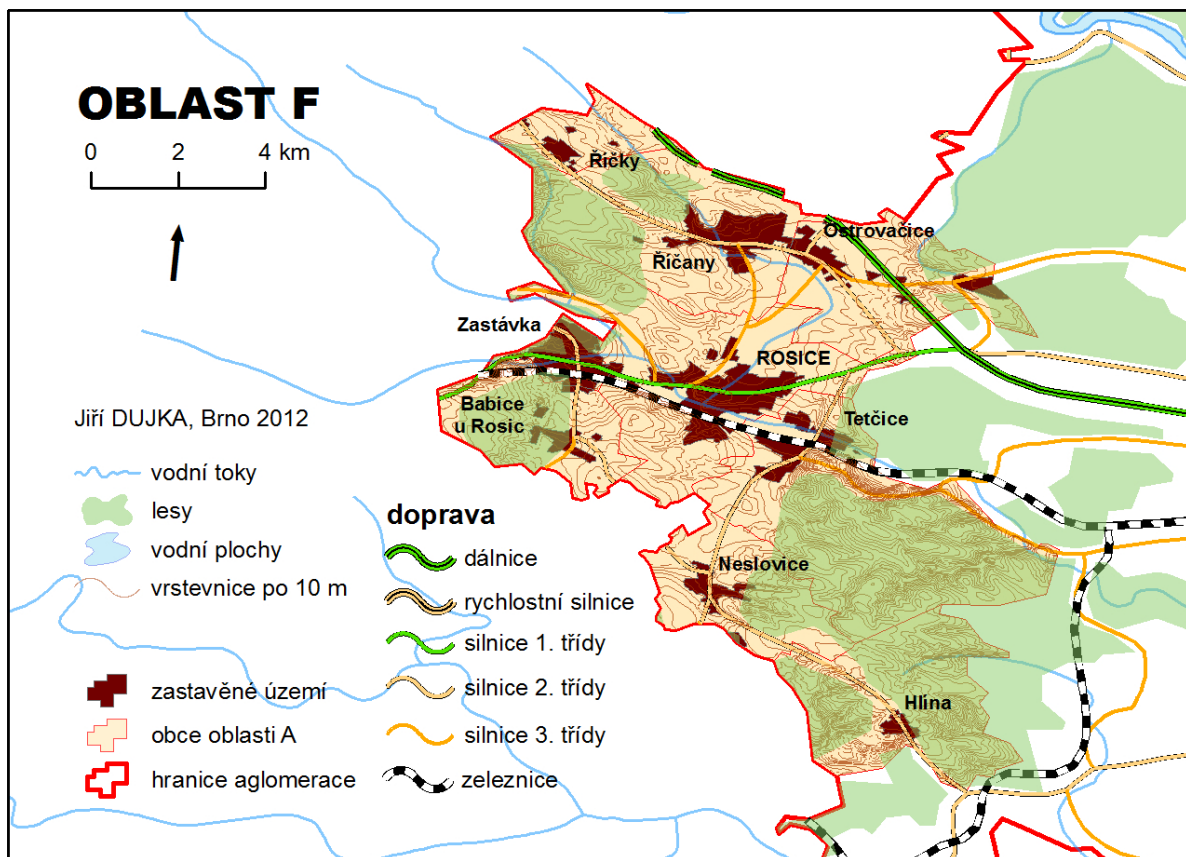 OBLAST F
0 2 4 km
Říčky
Ostrovačice
Říčany
Zastávka
ROSICE
Babice
u Rosic
Tetčice
Neslovice
Hlína
Jiří DUJKA, Brno 2012
vodní toky
lesy
vodní plochy
vrstevnice po 10 m
zastavěné území
obce oblasti A
hranice aglomerace
doprava
dálnice
rychlostní silnice
silnice 1. třídy
silnice 2. třídy
silnice 3. třídy
železnice